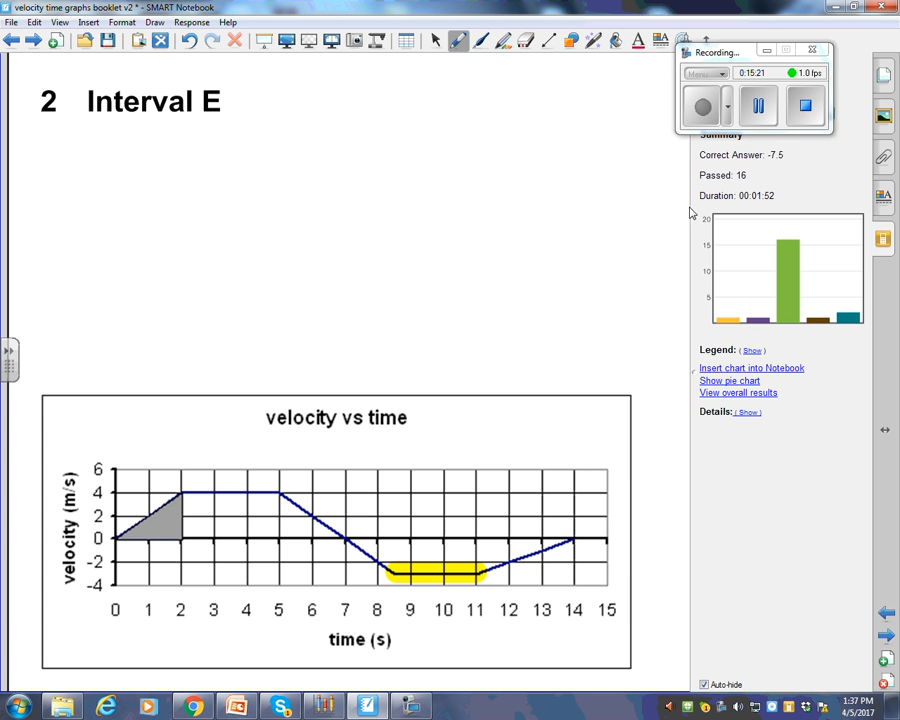 velocity time graphs booklet v2 * - SMART Notebook
File Edit View Insert Format Draw Response Help
Recording...
Menu
0:15:21
1.0 fps
2 Interval E
Summary
Correct Answer: -7.5
Passed: 16
Duration: 00:01:52
20
15
10
5
Legend: ( Show )
Insert chart into Notebook
Show pie chart
View overall results
Details: ( Show )
velocity vs time
velocity (m/s)
6
4
2
0
-2
-4
0 1 2 3 4 5 6 7 8 9 10 11 12 13 14 15
time (s)
Auto-hide
1:37 PM
4/5/2017